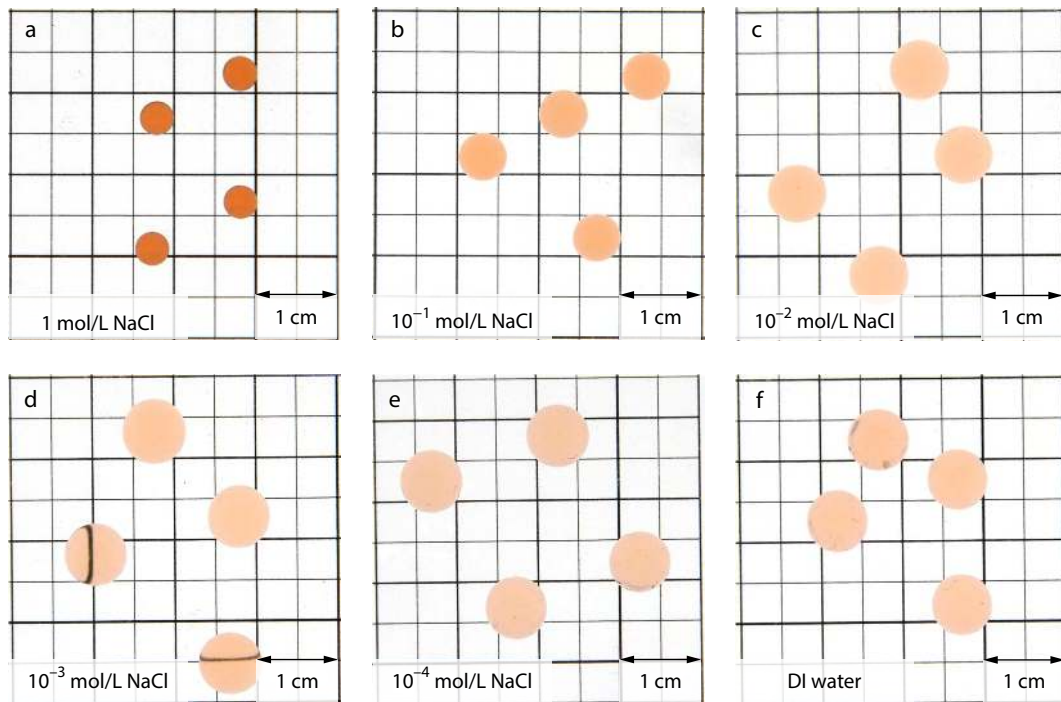 a
1 mol/L NaCl
1 cm
b
10⁻¹ mol/L NaCl
1 cm
c
10⁻² mol/L NaCl
1 cm
d
10⁻³ mol/L NaCl
1 cm
e
10⁻⁴ mol/L NaCl
1 cm
f
DI water
1 cm